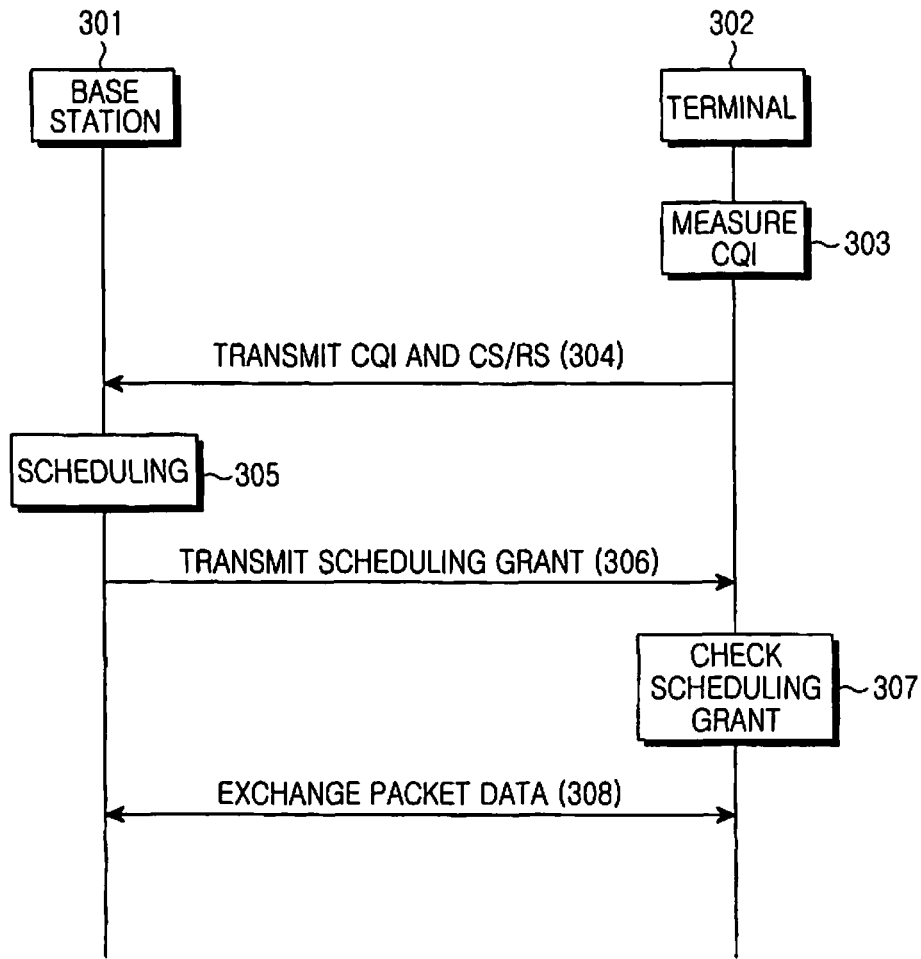 301
302
BASE
STATION
TERMINAL
MEASURE
CQI
303
TRANSMIT CQI AND CS/RS (304)
SCHEDULING
305
TRANSMIT SCHEDULING GRANT (306)
CHECK
SCHEDULING
GRANT
307
EXCHANGE PACKET DATA (308)